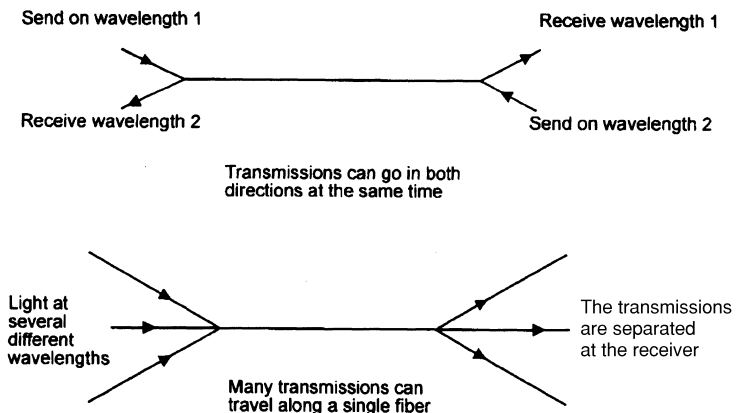 Send on wavelength 1
Receive wavelength 1
Receive wavelength 2
Send on wavelength 2
Transmissions can go in both
directions at the same time
Light at
several
different
wavelengths
The transmissions
are separated
at the receiver
Many transmissions can
travel along a single fiber